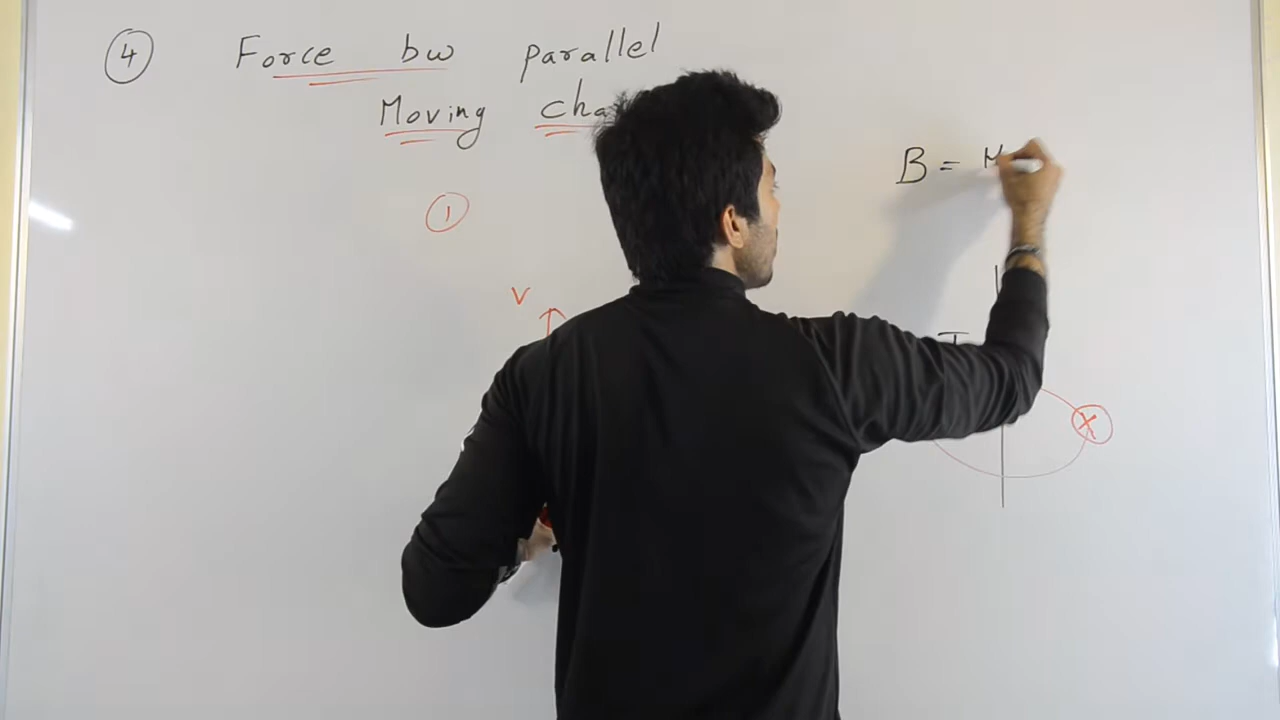 4 Force bw parallel
Moving
1
B = μ
V
I
X